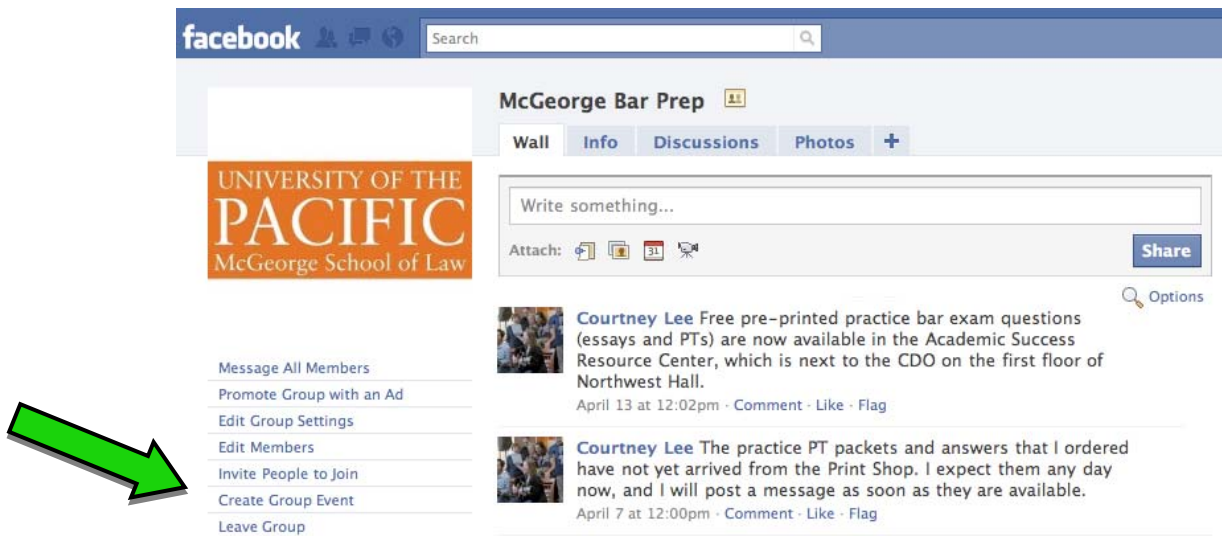 facebook
Search
McGeorge Bar Prep
Wall Info Discussions Photos +
UNIVERSITY OF THE
PACIFIC
McGeorge School of Law
Write something...
Attach: 31 Share
Options
Courtney Lee Free pre-printed practice bar exam questions
(essays and PTs) are now available in the Academic Success
Resource Center, which is next to the CDO on the first floor of
Northwest Hall.
April 13 at 12:02pm · Comment · Like · Flag
Message All Members
Promote Group with an Ad
Edit Group Settings
Edit Members
Invite People to Join
Create Group Event
Leave Group
Courtney Lee The practice PT packets and answers that I ordered
have not yet arrived from the Print Shop. I expect them any day
now, and I will post a message as soon as they are available.
April 7 at 12:00pm · Comment · Like · Flag